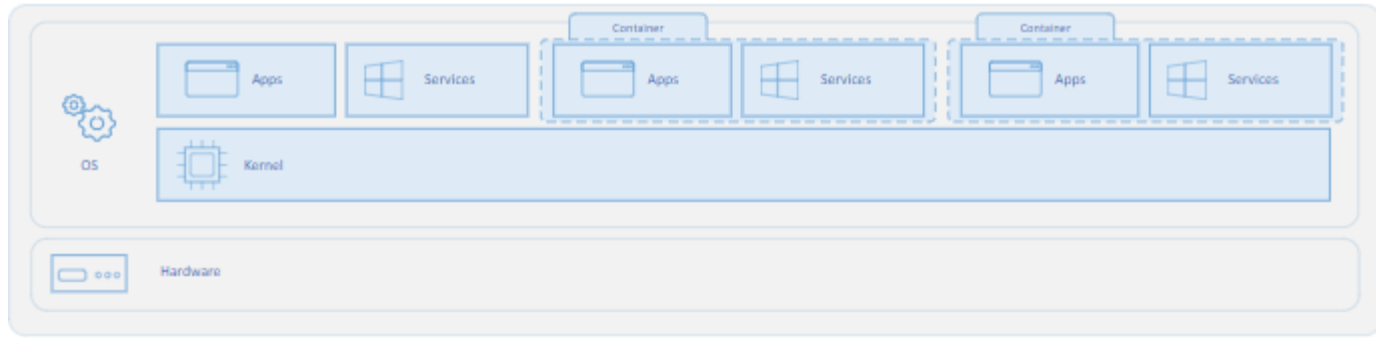 Container
Container
Apps
Services
Apps
Services
Apps
Services
OS
Kernel
Hardware